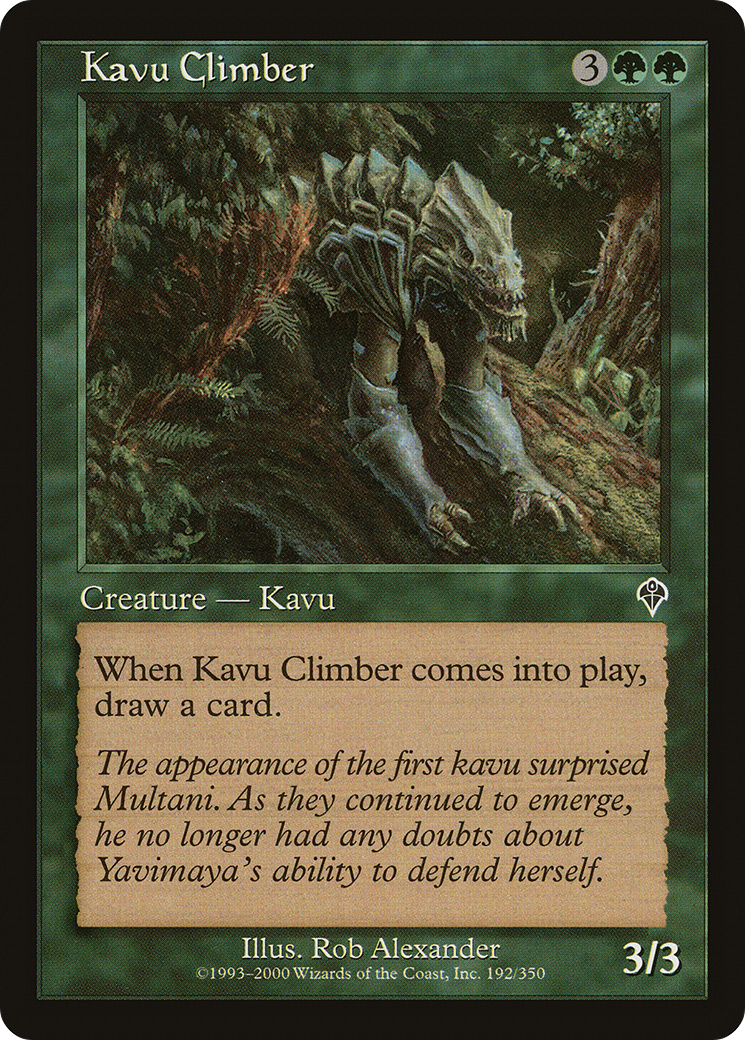 Kavu Climber 3
Creature — Kavu
When Kavu Climber comes into play,
draw a card.
The appearance of the first kavu surprised
Multani. As they continued to emerge,
he no longer had any doubts about
Yavimaya's ability to defend herself.
Illus. Rob Alexander
©1993–2000 Wizards of the Coast, Inc. 192/350
3/3